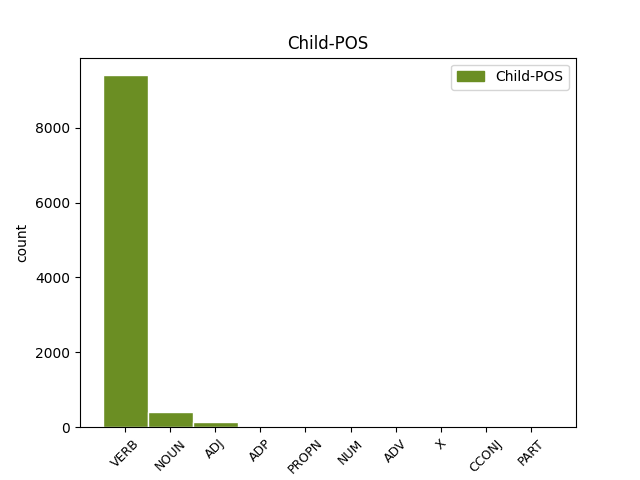 Child-POS
Child-POS
count
8000
6000
4000
2000
0
VERB
NOUN
ADJ
ADP
PROPN
NUM
ADV
X
CCONJ
PART